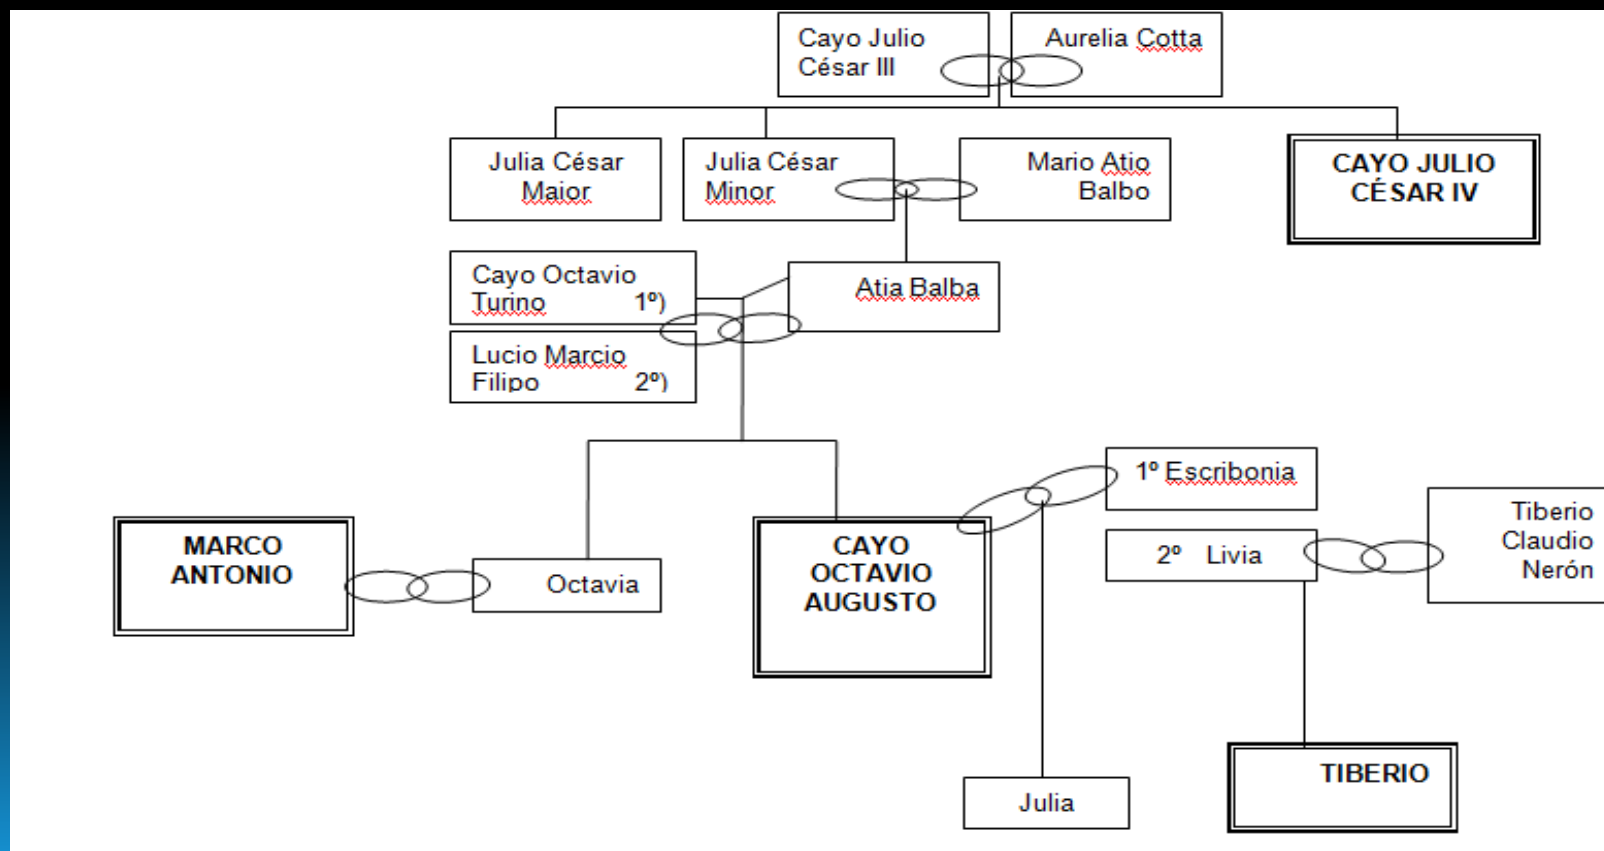 Cayo Julio
César III
Aurelia Cotta
Julia César
Maior
Julia César
Minor
Mario Atio
Balbo
CAYO JULIO
CÉSAR IV
Cayo Octavio
Turino 1º)
Atia Balba
Lucio Marcio
Filipo 2º)
1º Escribonia
2º Livia
Tiberio
Claudio
Nerón
MARCO
ANTONIO
Octavia
CAYO
OCTAVIO
AUGUSTO
Julia
TIBERIO